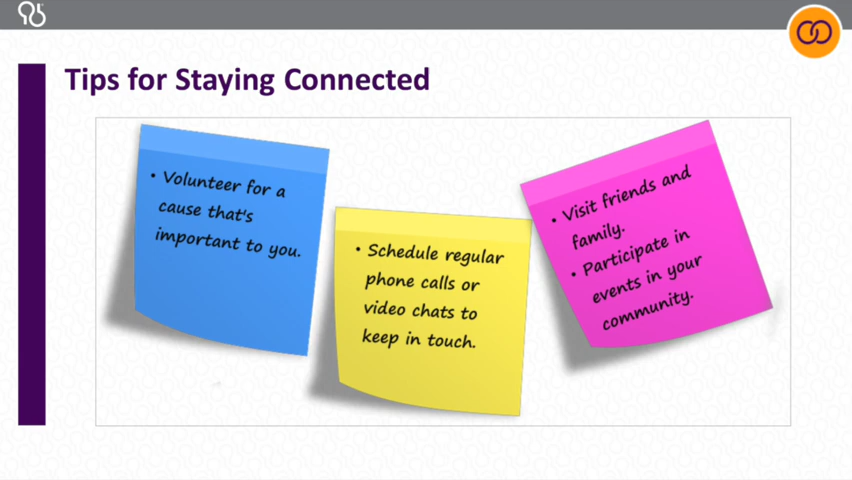 Tips for Staying Connected
• Volunteer for a
cause that's
important to you.
• Schedule regular
phone calls or
video chats to
keep in touch.
• Visit friends and
family.
• Participate in
events in your
community.